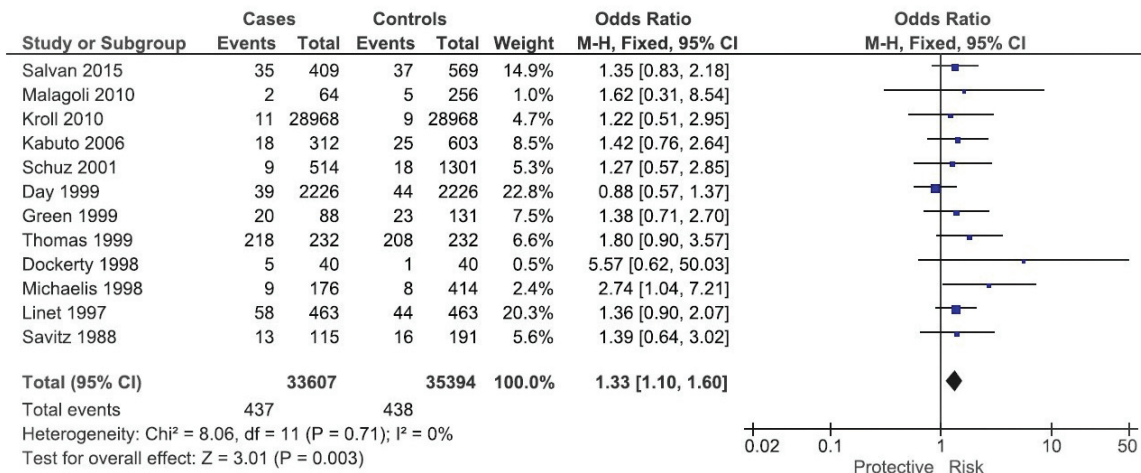 Cases Controls Odds Ratio Odds Ratio
Study or Subgroup Events Total Events Total Weight M-H, Fixed, 95% CI M-H, Fixed, 95% CI
Salvan 2015 35 409 37 569 14.9% 1.35 [0.83, 2.18]
Malagoli 2010 2 64 5 256 1.0% 1.62 [0.31, 8.54]
Kroll 2010 11 28968 9 28968 4.7% 1.22 [0.51, 2.95]
Kabuto 2006 18 312 25 603 8.5% 1.42 [0.76, 2.64]
Schuz 2001 9 514 18 1301 5.3% 1.27 [0.57, 2.85]
Day 1999 39 2226 44 2226 22.8% 0.88 [0.57, 1.37]
Green 1999 20 88 23 131 7.5% 1.38 [0.71, 2.70]
Thomas 1999 218 232 208 232 6.6% 1.80 [0.90, 3.57]
Dockerty 1998 5 40 1 40 0.5% 5.57 [0.62, 50.03]
Michaelis 1998 9 176 8 414 2.4% 2.74 [1.04, 7.21]
Linet 1997 58 463 44 463 20.3% 1.36 [0.90, 2.07]
Savitz 1988 13 115 16 191 5.6% 1.39 [0.64, 3.02]
Total (95% CI) 33607 35394 100.0% 1.33 [1.10, 1.60]
Total events 437 438
Heterogeneity: Chi² = 8.06, df = 11 (P = 0.71); I² = 0%
Test for overall effect: Z = 3.01 (P = 0.003)
0.02 0.1 1 10 50
Protective Risk